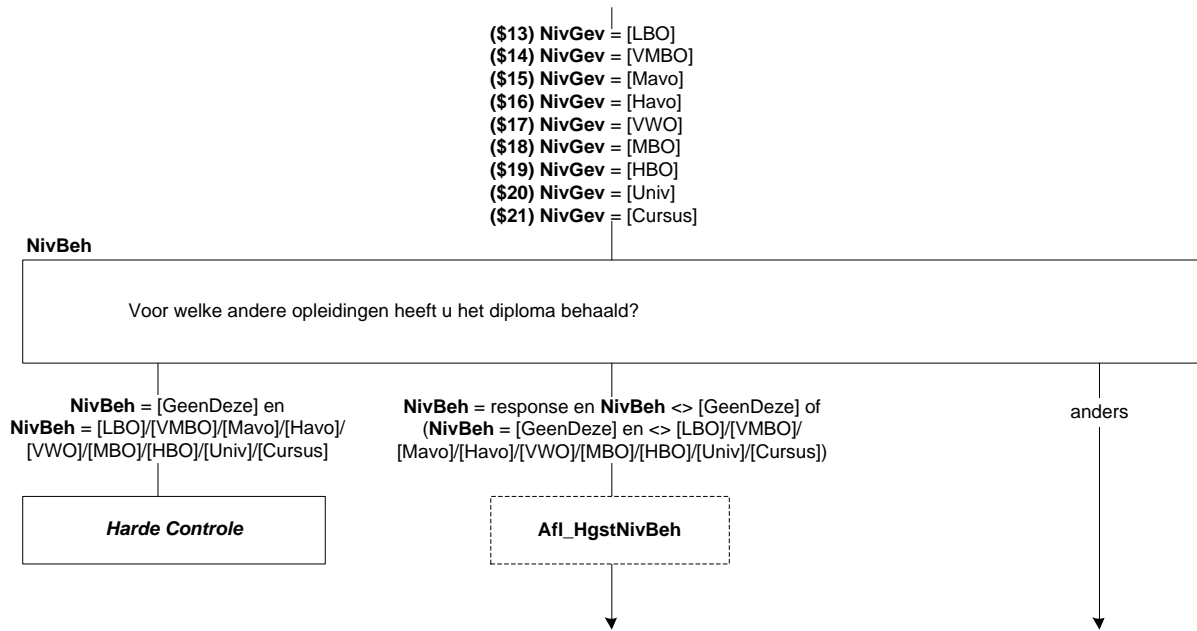 ($13) NivGev = [LBO]
($14) NivGev = [VMBO]
($15) NivGev = [Mavo]
($16) NivGev = [Havo]
($17) NivGev = [VWO]
($18) NivGev = [MBO]
($19) NivGev = [HBO]
($20) NivGev = [Univ]
($21) NivGev = [Cursus]
NivBeh
Voor welke andere opleidingen heeft u het diploma behaald?
NivBeh = [GeenDeze] en
NivBeh = [LBO]/[VMBO]/[Mavo]/[Havo]/
[VWO]/[MBO]/[HBO]/[Univ]/[Cursus]
NivBeh = response en NivBeh <> [GeenDeze] of
(NivBeh = [GeenDeze] en <> [LBO]/[VMBO]/
[Mavo]/[Havo]/[VWO]/[MBO]/[HBO]/[Univ]/[Cursus])
anders
Harde Controle
Afl_HgstNivBeh